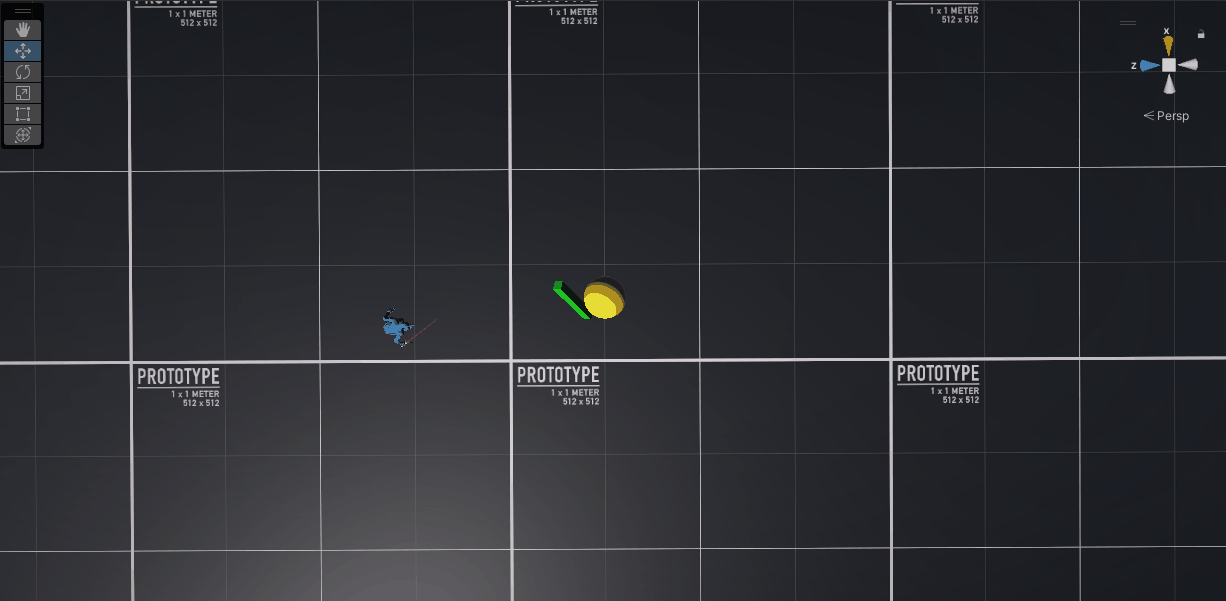 PROTOTYPE
1 x 1 METER
512 x 512
PROTOTYPE
1 x 1 METER
512 x 512
1 x 1 METER
512 x 512
x
z
< Persp
PROTOTYPE
1 x 1 METER
512 x 512
PROTOTYPE
1 x 1 METER
512 x 512
PROTOTYPE
1 x 1 METER
512 x 512